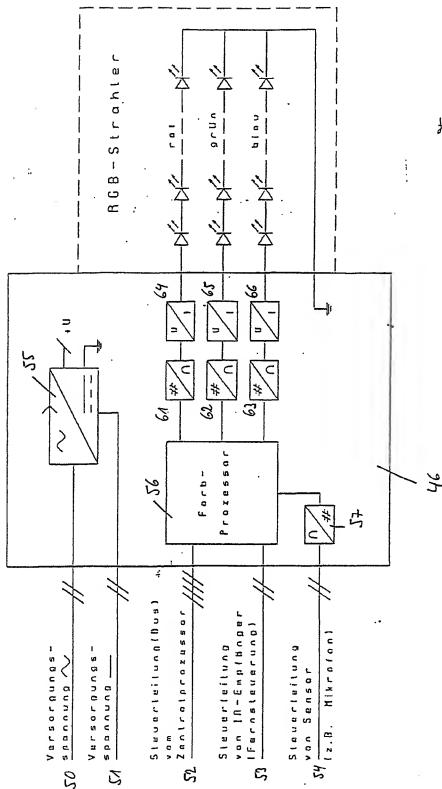 RGB-Strahler
rot
grün
blau
55
+U
64
65
66
U
I
U
I
U
I
61
62
63
#
U
#
U
#
U
56
Farb-
Prozessor
U
#
57
46
Versorgungs-
spannung ~
50
Versorgungs-
spannung —
51
Steuerleitung(Bus)
vom
Zentralprozessor
52
Steuerleitung
von IR-Empfänger
(Fernsteuerung)
53
Steuerleitung
von Sensor
(z.B. Mikrofon)
54